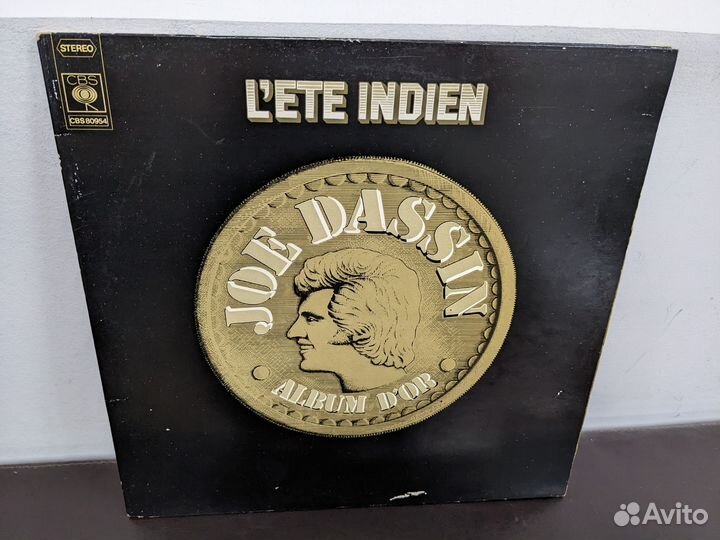 STEREO
CBS
CBS 80954
L'ETE INDIEN
JOE DASSIN
ALBUM D'OR
Avito